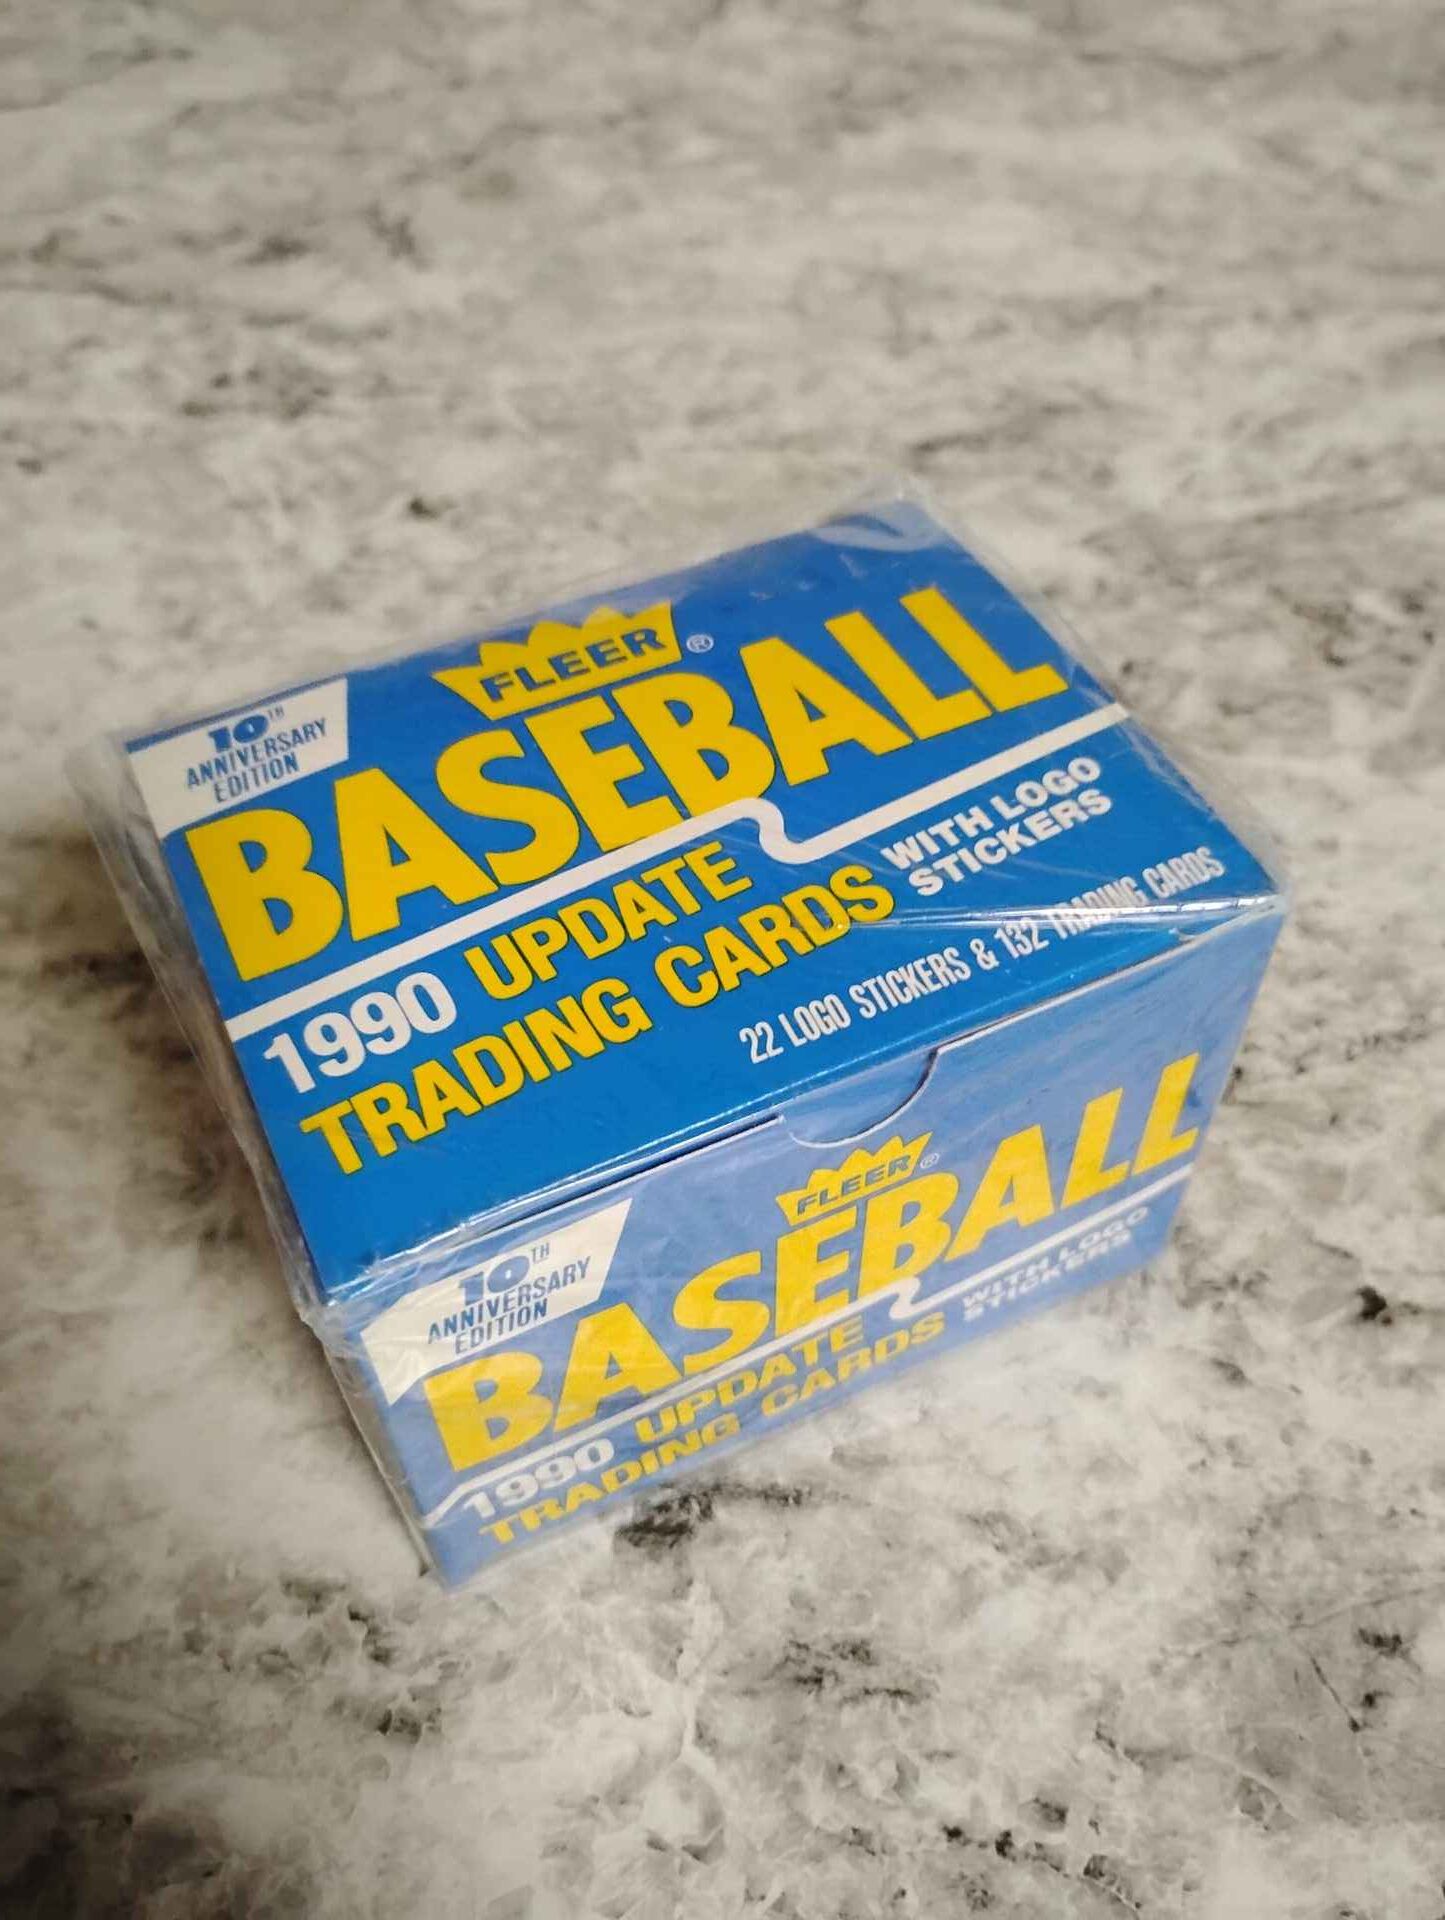 10TH
ANNIVERSARY
EDITION
FLEER®
BASEBALL
1990 UPDATE
TRADING CARDS
WITH LOGO
STICKERS
22 LOGO STICKERS & 132 TRADING CARDS
10TH
ANNIVERSARY
EDITION
FLEER®
BASEBALL
1990 UPDATE
TRADING CARDS
WITH LOGO
STICKERS